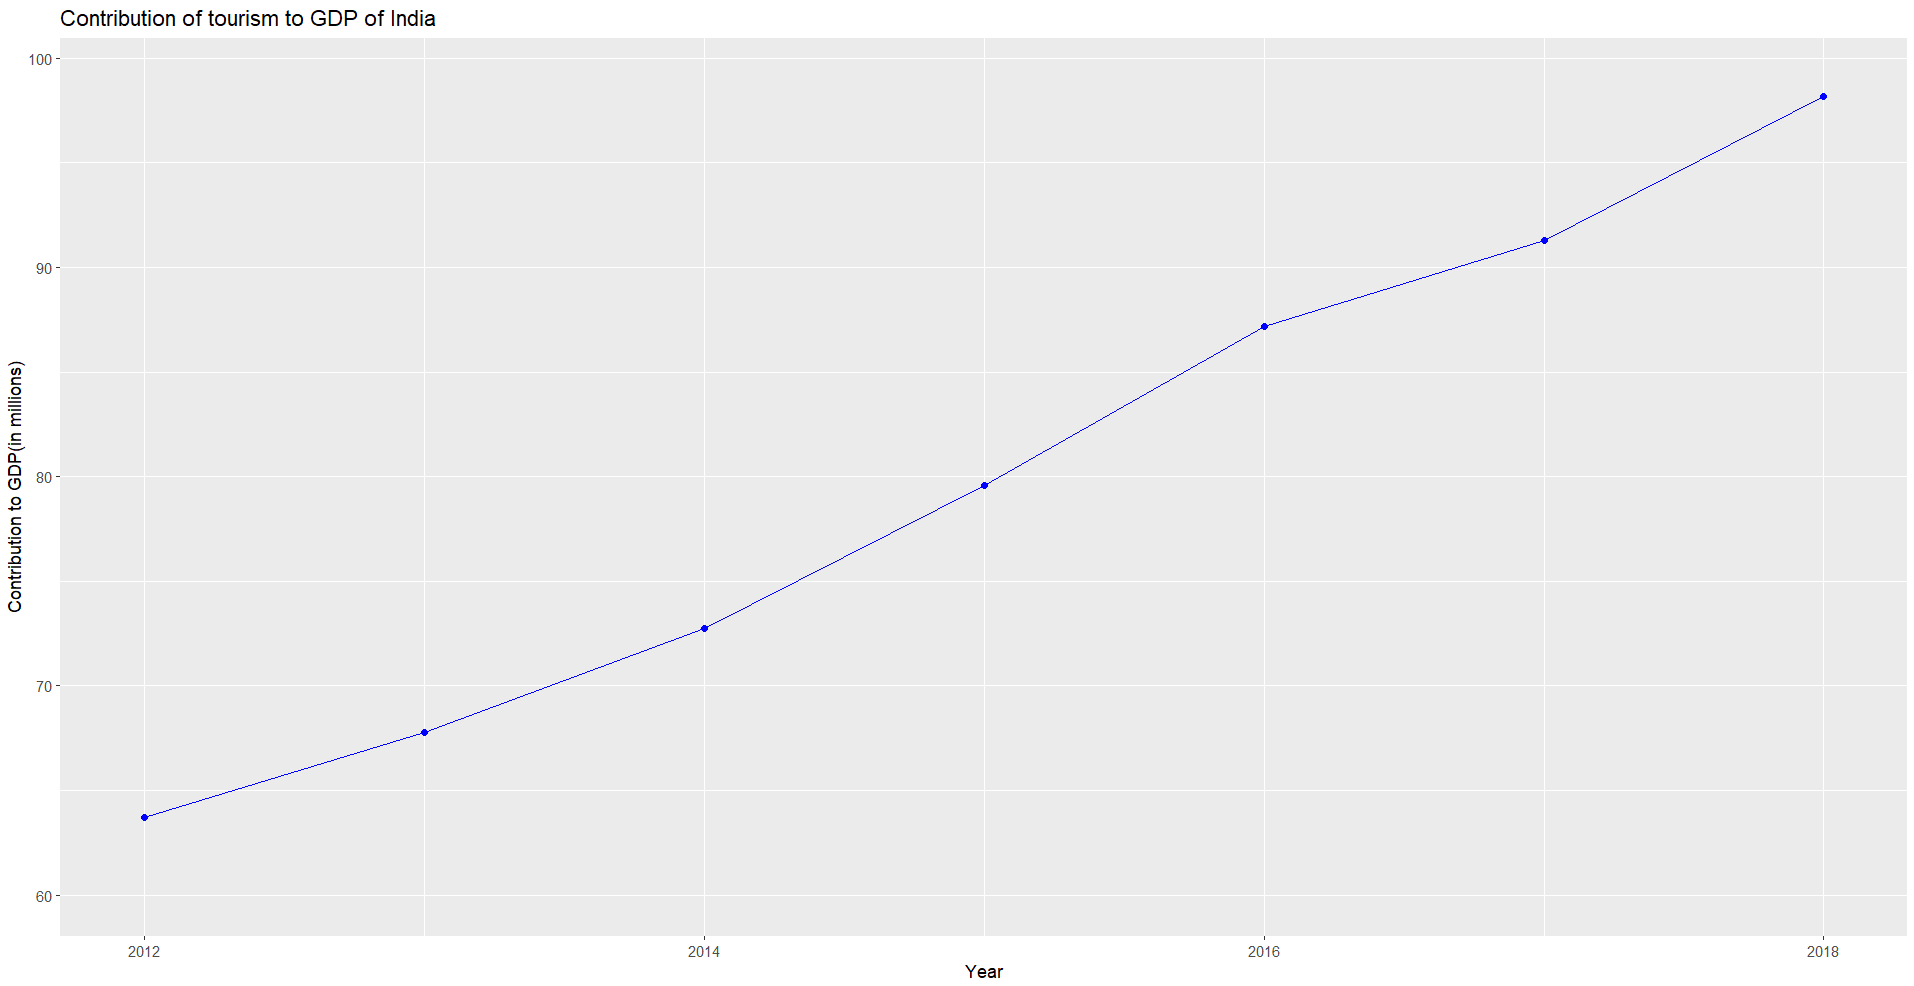 Contribution of tourism to GDP of India
100
90
80
70
60
Contribution to GDP(in millions)
2012 2014 2016 2018
Year